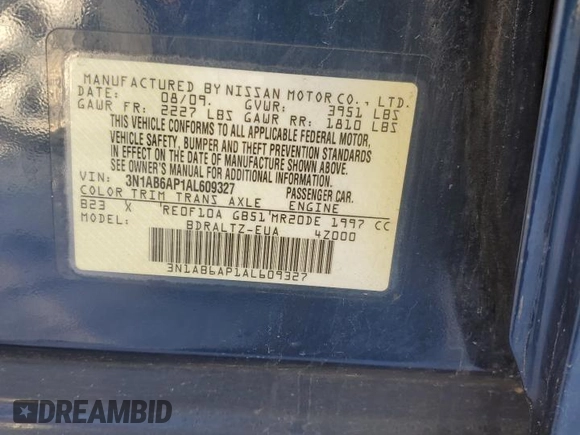 MANUFACTURED BY NISSAN MOTOR CO., LTD.
DATE: 08/09. GVWR: 3951 LBS
GAWR FR: 2227 LBS GAWR RR: 1810 LBS
THIS VEHICLE CONFORMS TO ALL APPLICABLE FEDERAL MOTOR
VEHICLE SAFETY, BUMPER AND THEFT PREVENTION STANDARDS
IN EFFECT ON THE DATE OF MANUFACTURE SHOWN ABOVE.
SEE OWNER'S MANUAL FOR ADDITIONAL INFORMATION.
VIN: 3N1AB6AP1AL609327 PASSENGER CAR.
COLOR TRIM TRANS AXLE ENGINE
B23 X RE0F10A GB51 MR20DE 1997 CC
MODEL: BDRALTZ-EUA 4Z000
3N1AB6AP1AL609327
DREAMBID